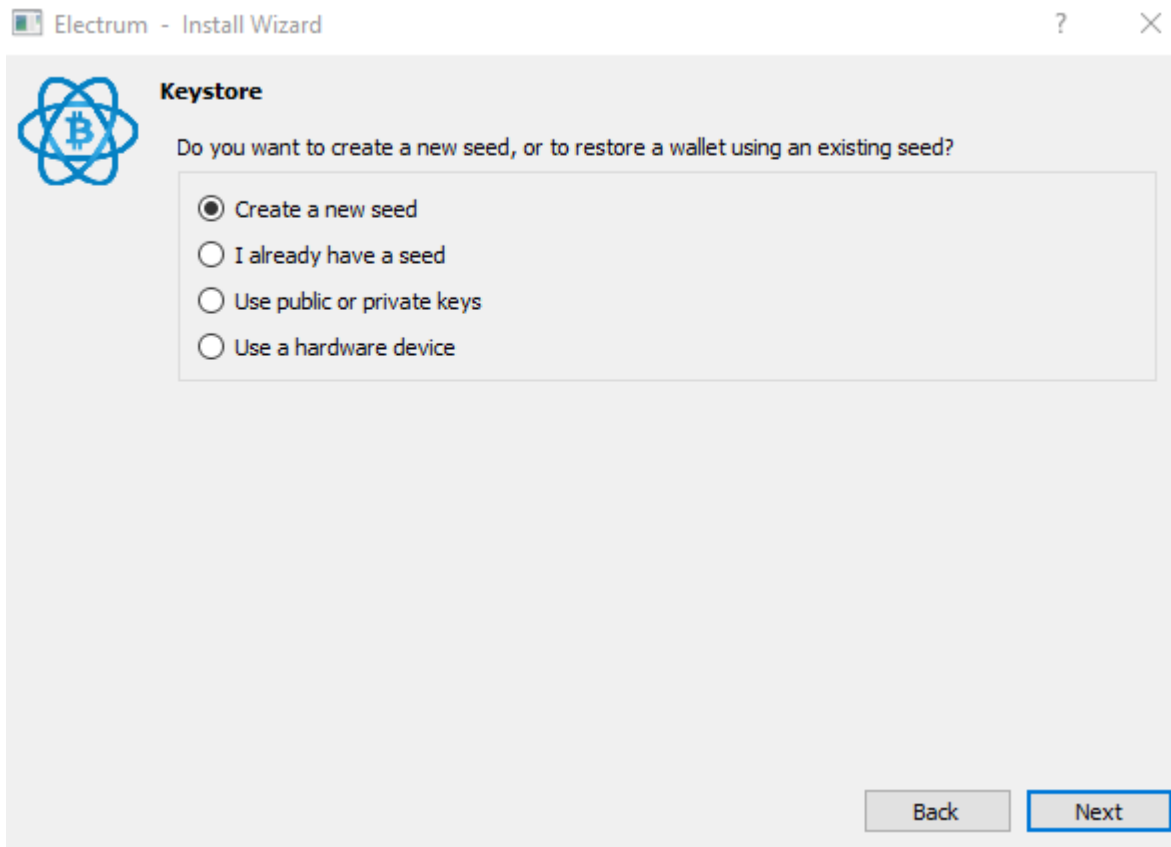 Electrum - Install Wizard
Keystore
Do you want to create a new seed, or to restore a wallet using an existing seed?
Create a new seed
I already have a seed
Use public or private keys
Use a hardware device
Back Next